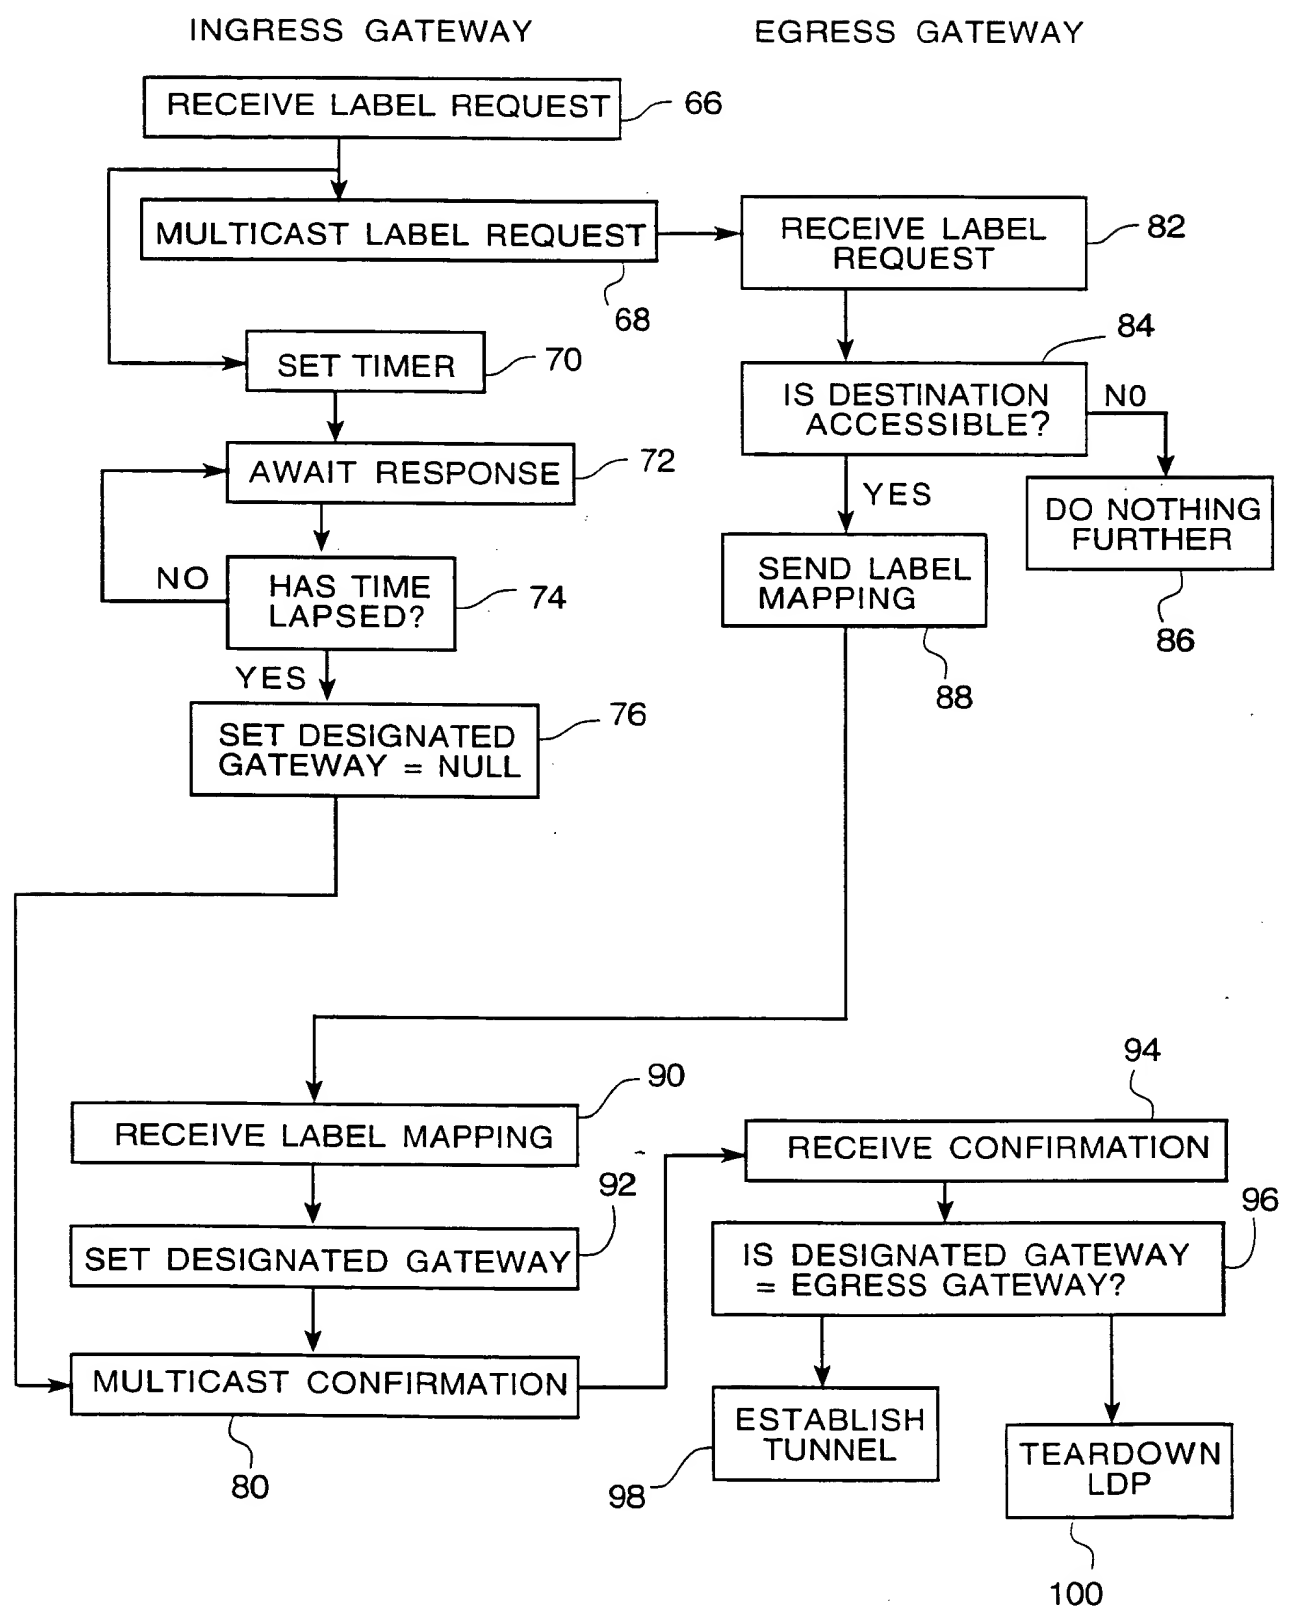 INGRESS GATEWAY
EGRESS GATEWAY
RECEIVE LABEL REQUEST
66
MULTICAST LABEL REQUEST
68
RECEIVE LABEL
REQUEST
82
SET TIMER
70
84
IS DESTINATION
ACCESSIBLE?
NO
AWAIT RESPONSE
72
YES
DO NOTHING
FURTHER
86
NO
HAS TIME
LAPSED?
74
SEND LABEL
MAPPING
88
YES
SET DESIGNATED
GATEWAY = NULL
76
90
RECEIVE LABEL MAPPING
94
RECEIVE CONFIRMATION
92
SET DESIGNATED GATEWAY
96
IS DESIGNATED GATEWAY
= EGRESS GATEWAY?
MULTICAST CONFIRMATION
80
ESTABLISH
TUNNEL
98
TEARDOWN
LDP
100